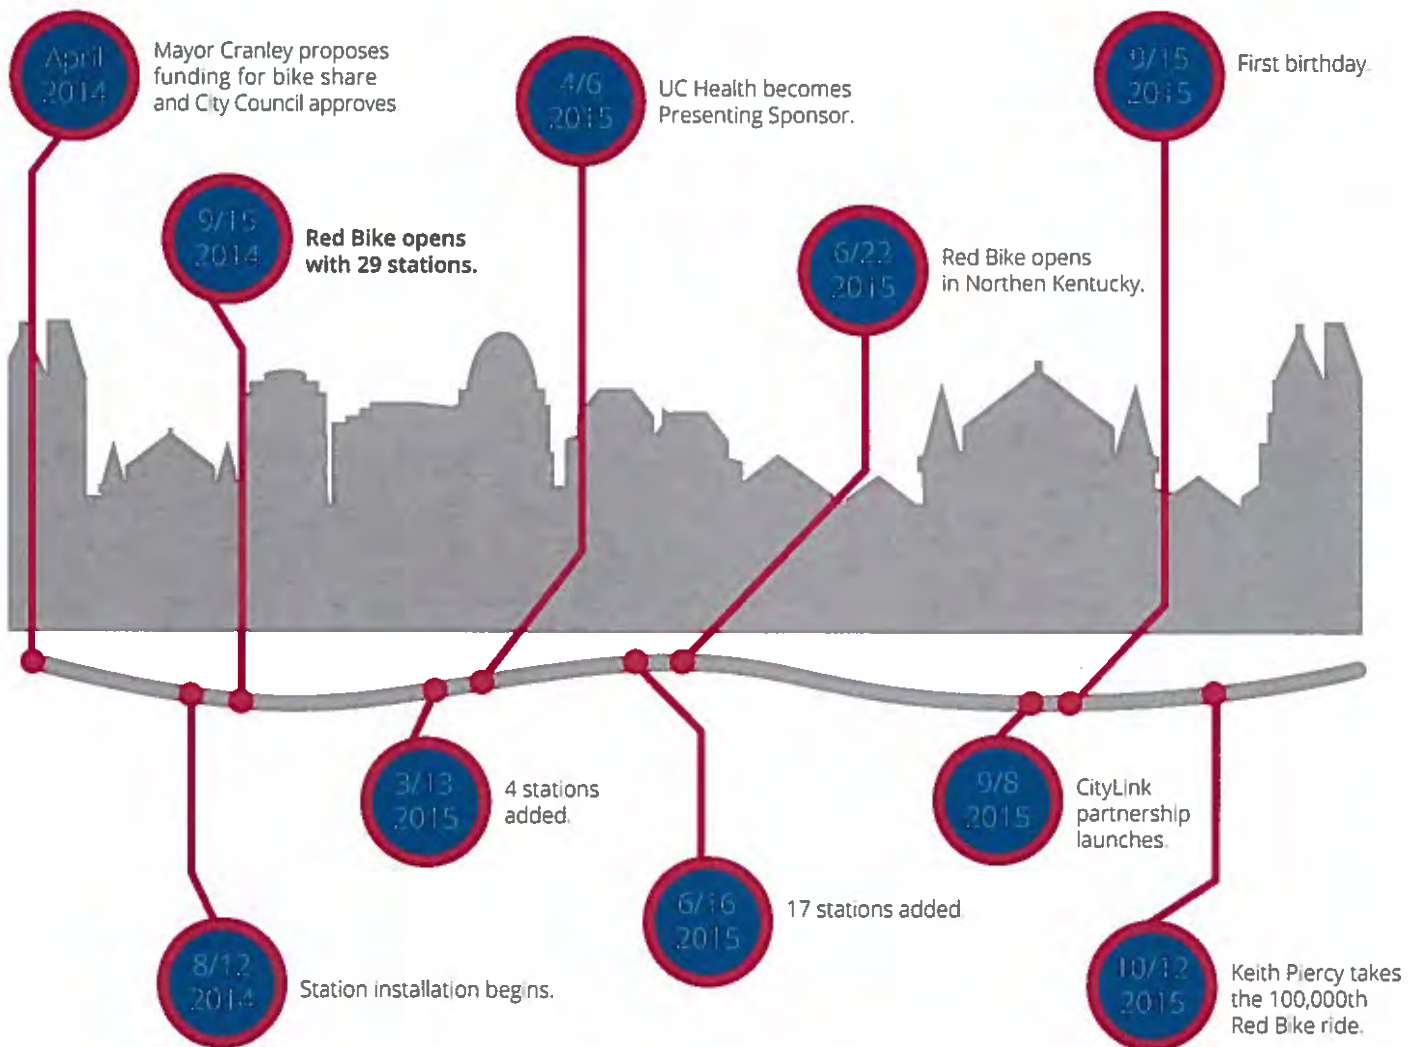 April
2014
Mayor Cranley proposes
funding for bike share
and City Council approves
4/6
2015
UC Health becomes
Presenting Sponsor.
9/15
2015
First birthday.
9/15
2014
Red Bike opens
with 29 stations.
6/22
2015
Red Bike opens
in Northen Kentucky.
3/13
2015
4 stations
added.
9/8
2015
CityLink
partnership
launches.
6/16
2015
17 stations added
8/12
2014
Station installation begins.
10/12
2015
Keith Piercy takes
the 100,000th
Red Bike ride.